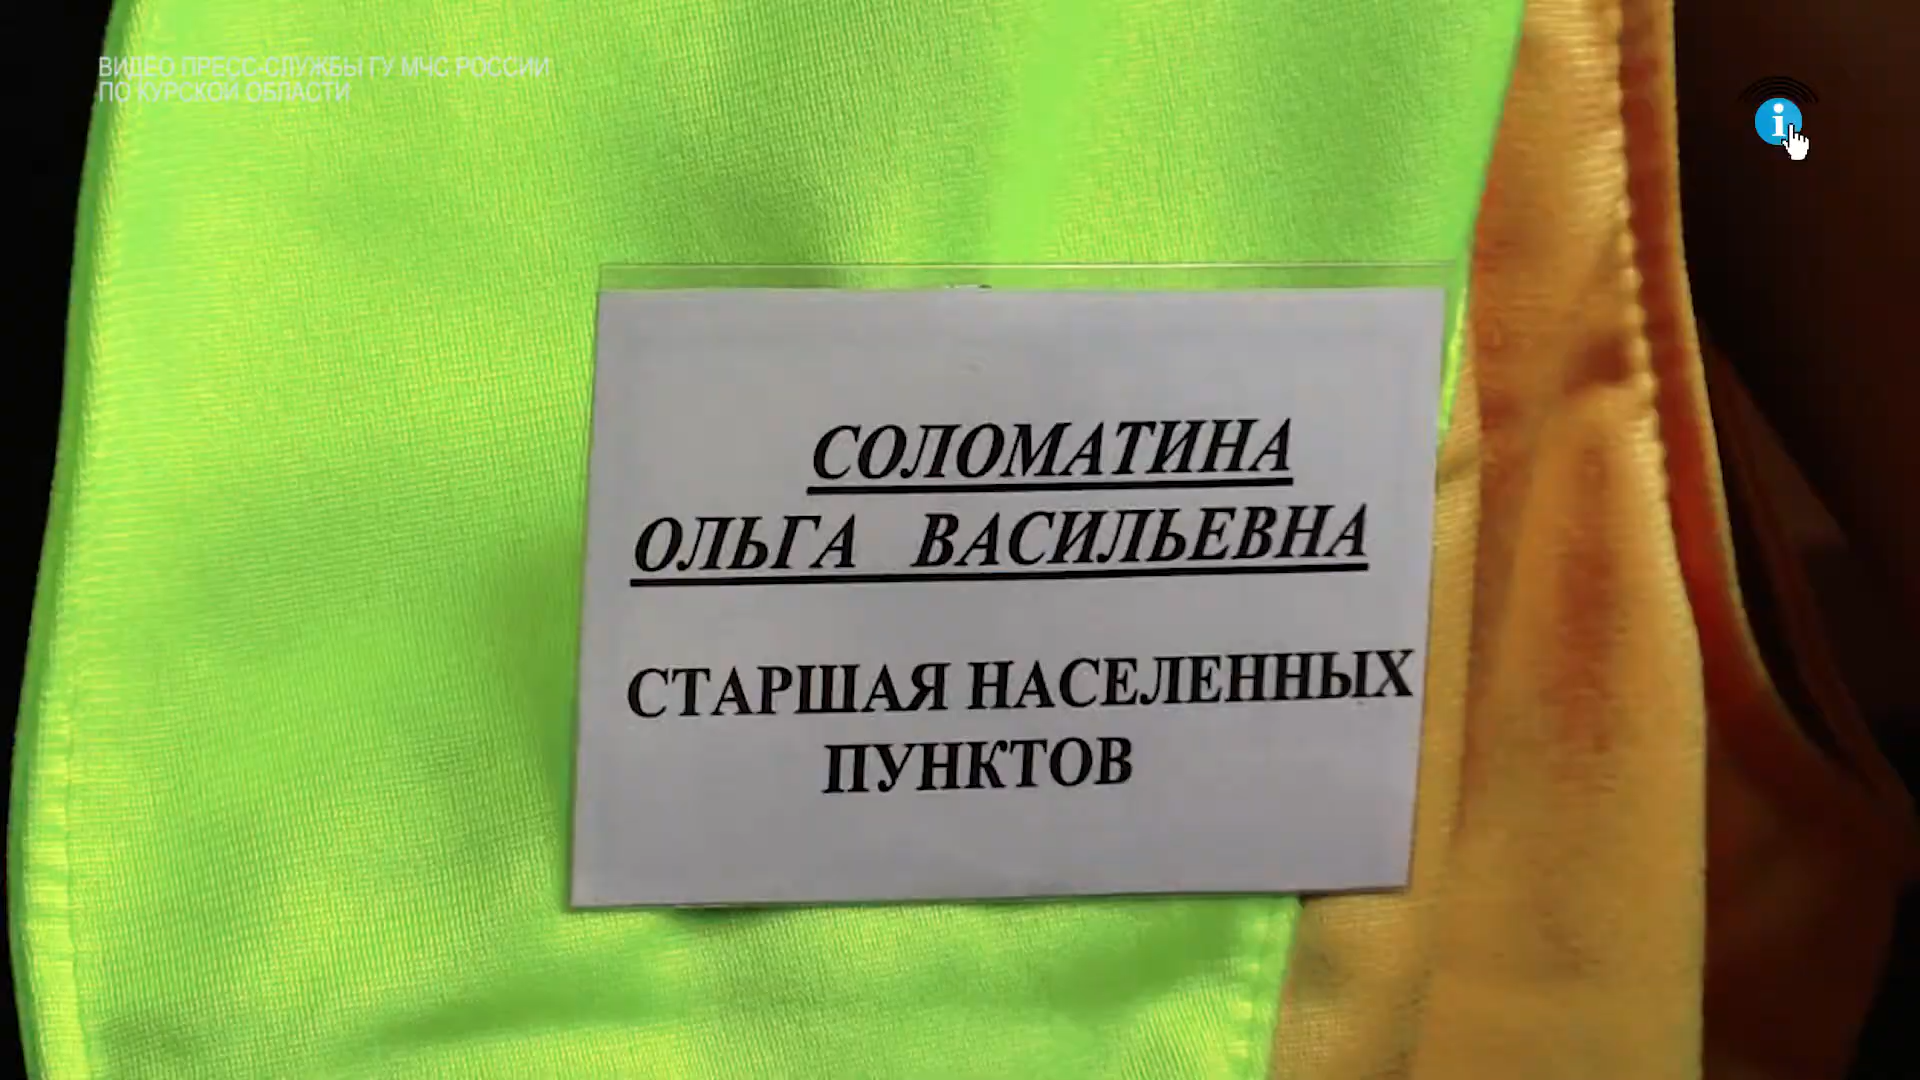 ВИДЕО ПРЕСС-СЛУЖБЫ ГУ МЧС РОССИИ
ПО КУРСКОЙ ОБЛАСТИ
i
СОЛОМАТИНА
ОЛЬГА ВАСИЛЬЕВНА
СТАРШАЯ НАСЕЛЕННЫХ
ПУНКТОВ